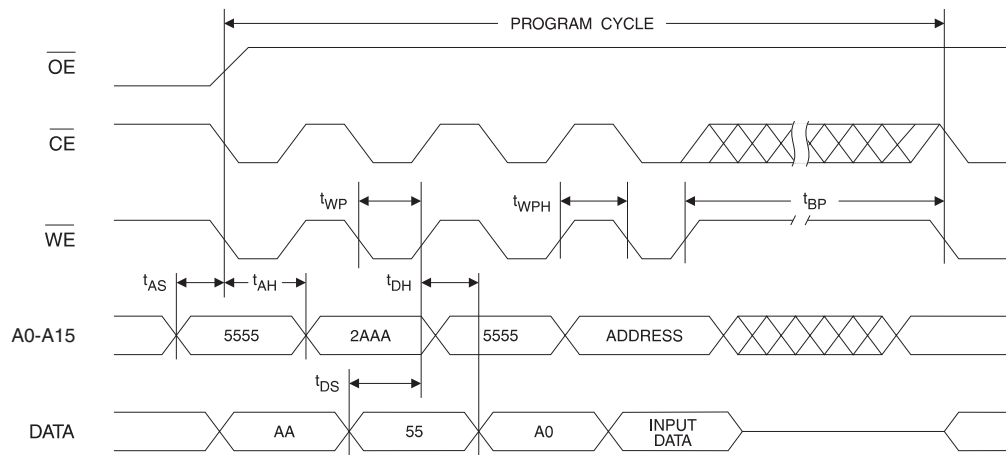 PROGRAM CYCLE
OE
CE
tWP
tWPH
tBP
WE
tAS
tAH
tDH
A0-A15
5555
2AAA
5555
ADDRESS
tDS
DATA
AA
55
A0
INPUT
DATA